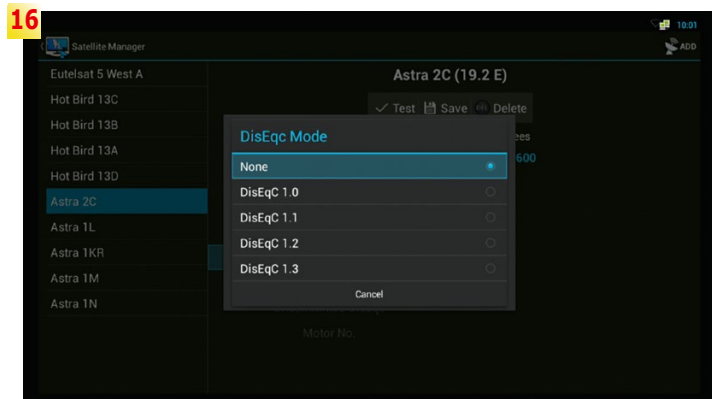 16
10:01
Satellite Manager
ADD
Eutelsat 5 West A
Astra 2C (19.2 E)
Hot Bird 13C
Test Save Delete
Hot Bird 13B
DisEqc Mode
Hot Bird 13A
600
None
Hot Bird 13D
DisEqC 1.0
Astra 2C
DisEqC 1.1
Astra 1L
DisEqC 1.2
Astra 1KR
DisEqC 1.3
Astra 1M
Cancel
Astra 1N
Motor No.